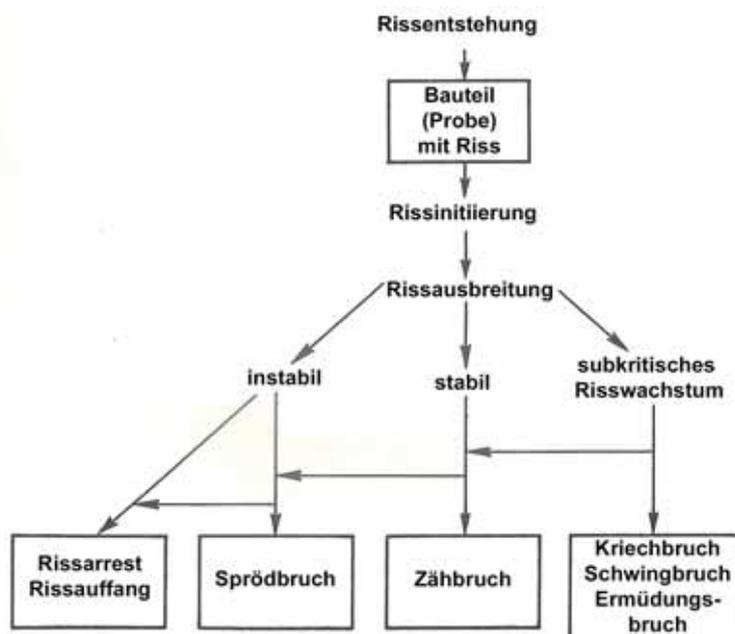 Rissentstehung
Bauteil
(Probe)
mit Riss
Rissinitiierung
Rissausbreitung
instabil
stabil
subkritisches
Risswachstum
Rissarrest
Rissauffang
Sprödbruch
Zähbruch
Kriechbruch
Schwingbruch
Ermüdungs-
bruch